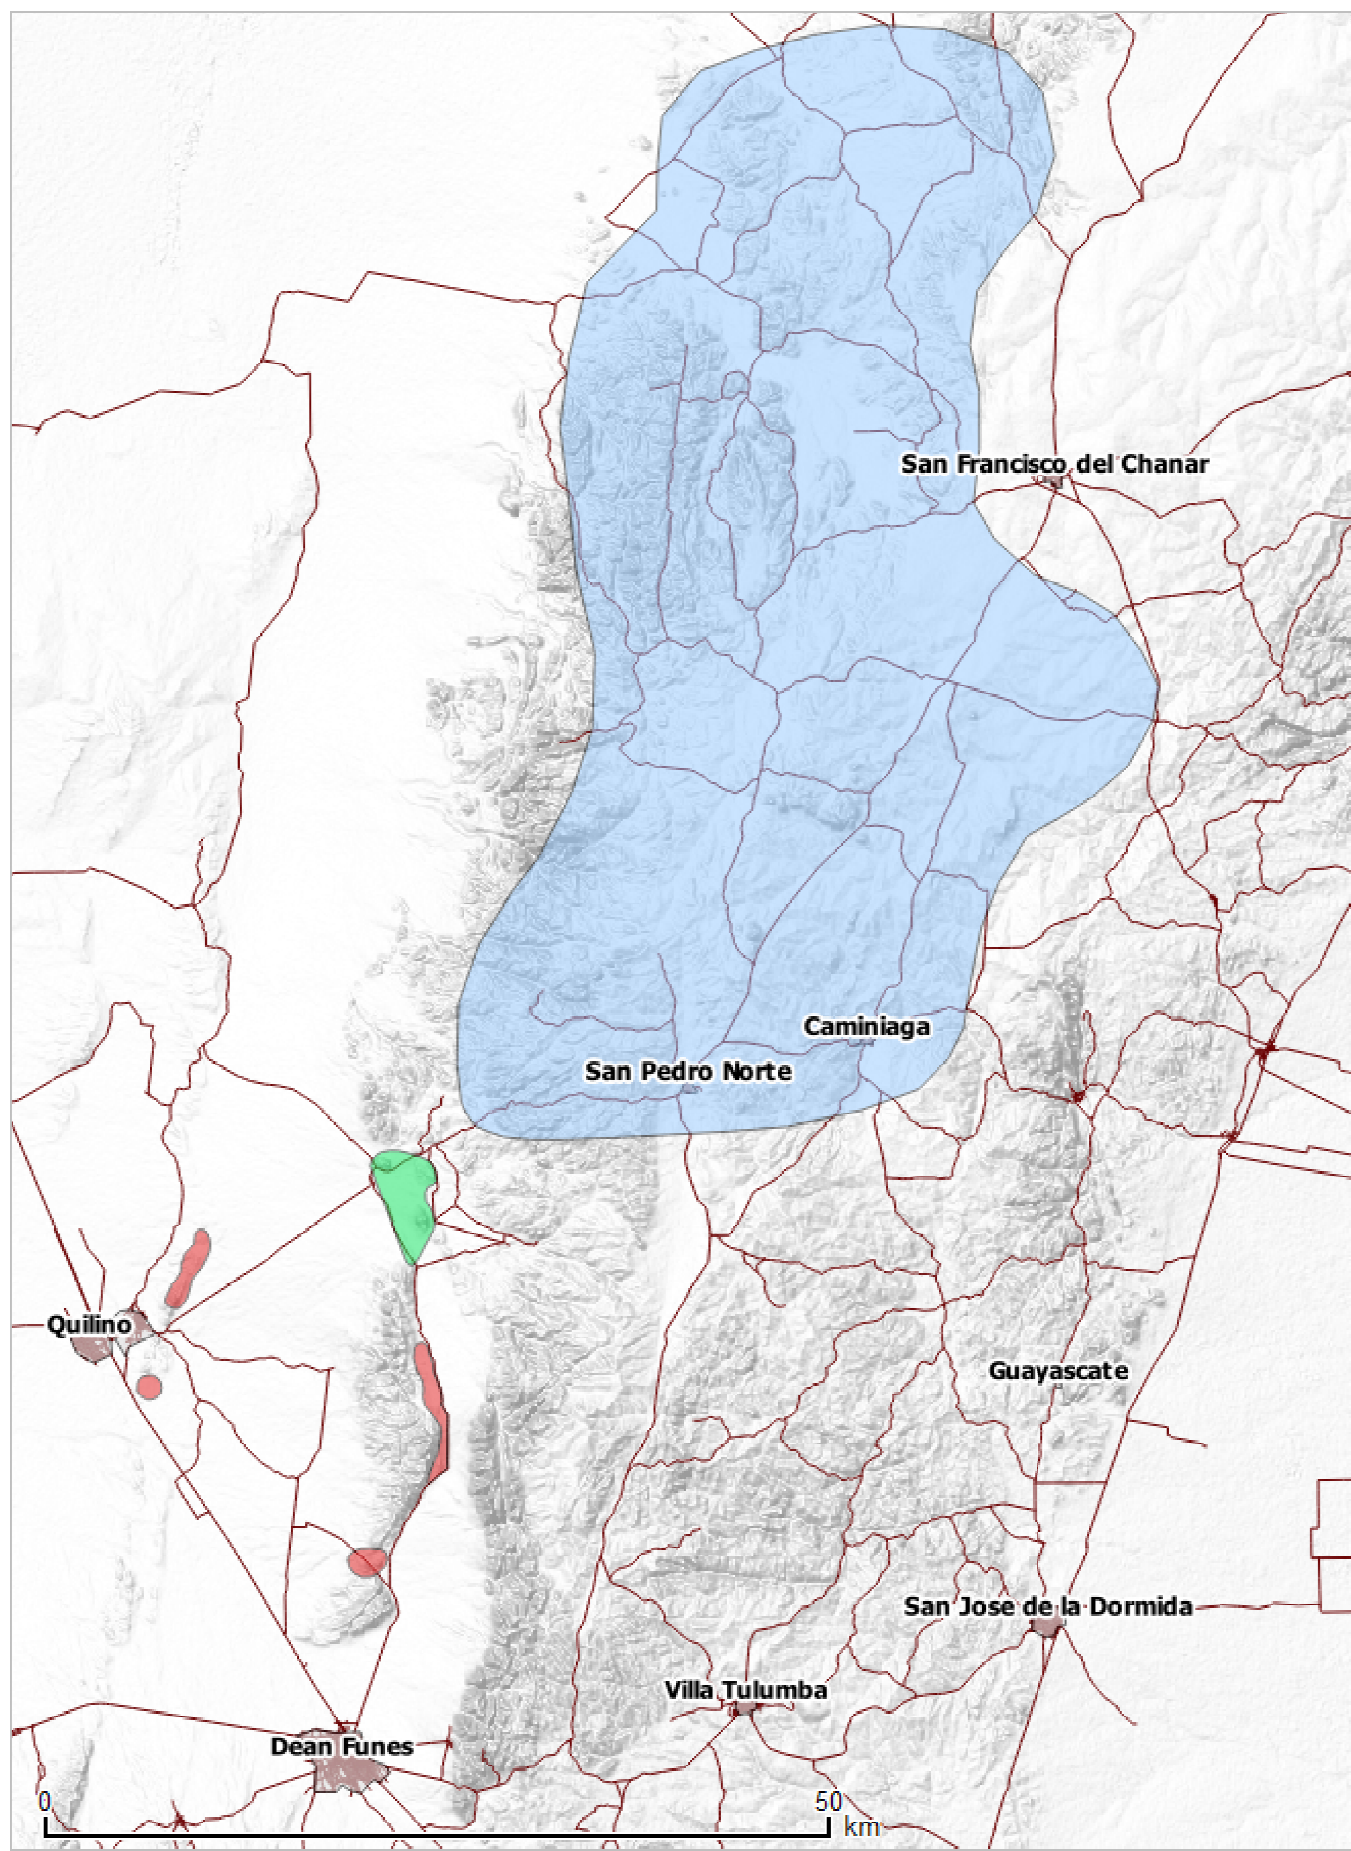 San Francisco del Chanar
Caminiaga
San Pedro Norte
Quilino
Guayascate
San Jose de la Dormida
Villa Tulumba
Dean Funes
0 50
km